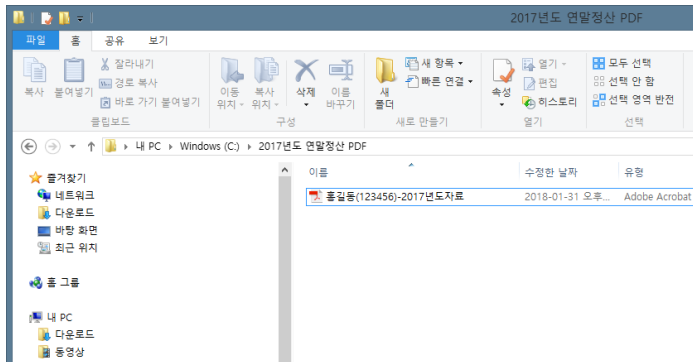 2017년도 연말정산 PDF
파일 홈 공유 보기
복사 붙여넣기 잘라내기 경로 복사 바로 가기 붙여넣기
이동 위치 복사 위치 삭제 이름 바꾸기
새 폴더 새 항목 빠른 연결
속성 열기 편집 히스토리
모두 선택 선택 안 함 선택 영역 반전
클립보드 구성 새로 만들기 열기 선택
내 PC Windows (C:) 2017년도 연말정산 PDF
이름 수정한 날짜 유형
홍길동(123456)-2017년도자료 2018-01-31 오후... Adobe Acrobat
즐겨찾기
네트워크
다운로드
바탕 화면
최근 위치
홈 그룹
내 PC
다운로드
동영상